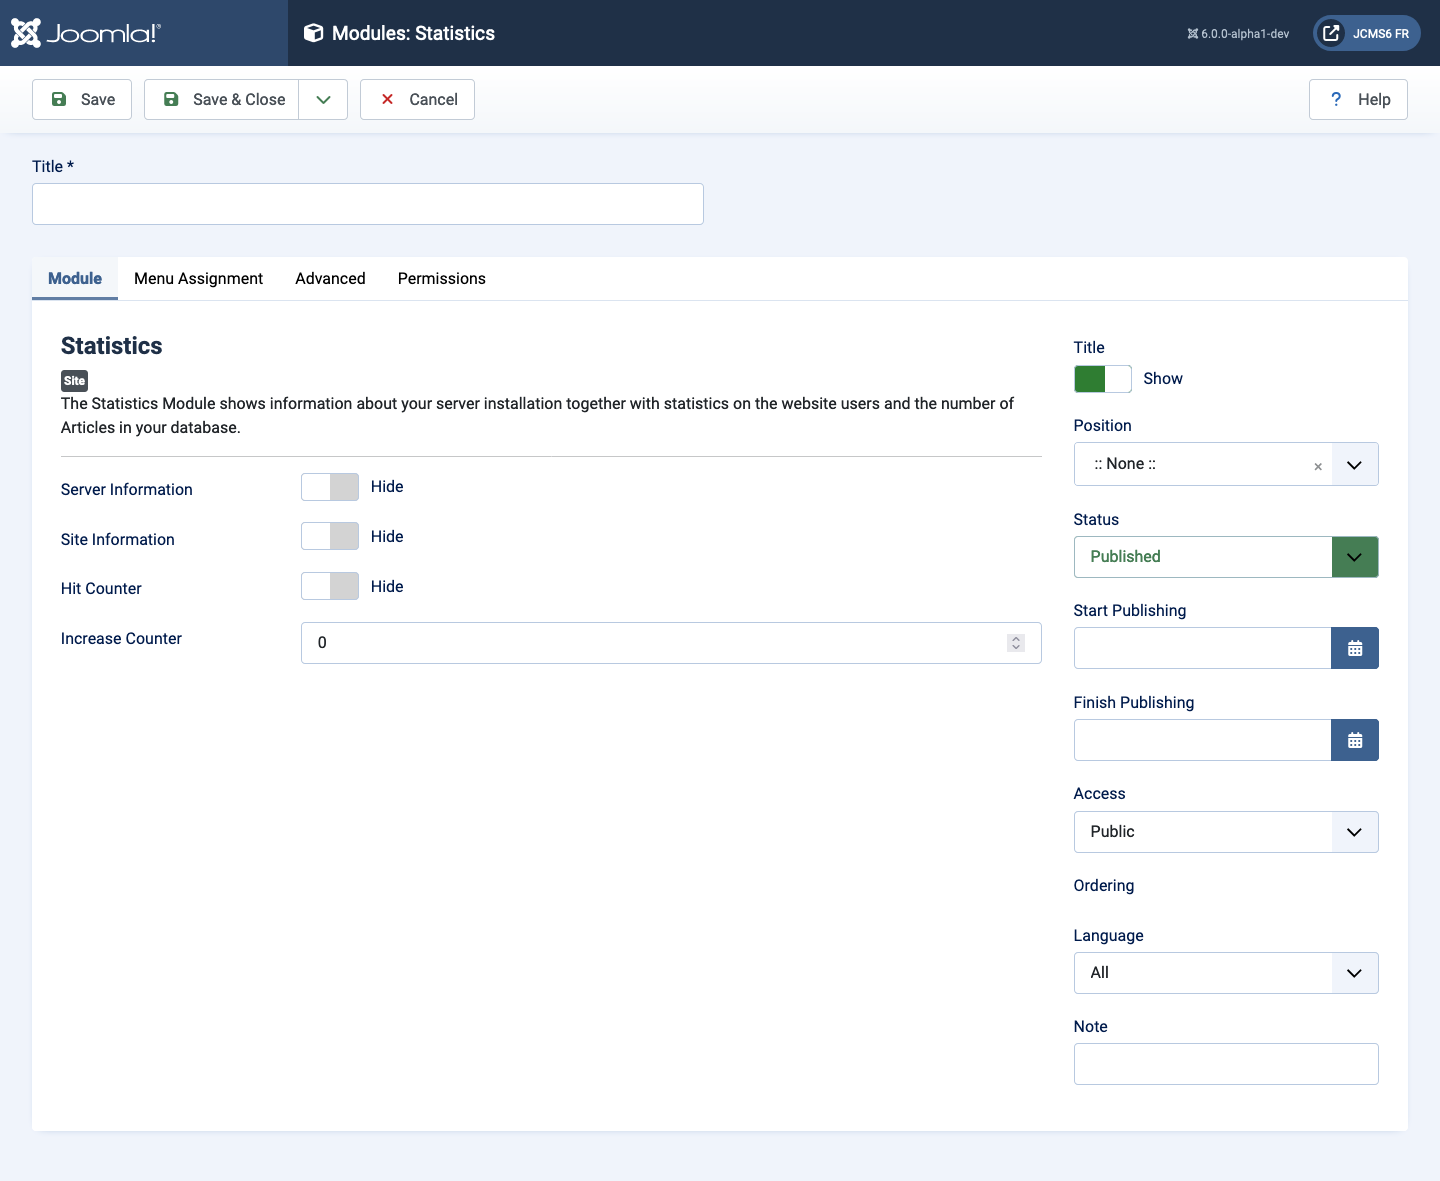 Joomla!®
Modules: Statistics
6.0.0-alpha1-dev
JCMS6 FR
Save
Save & Close
Cancel
? Help
Title *
Module
Menu Assignment
Advanced
Permissions
Statistics
Site
The Statistics Module shows information about your server installation together with statistics on the website users and the number of
Articles in your database.
Server Information
Hide
Site Information
Hide
Hit Counter
Hide
Increase Counter
0
Title
Show
Position
:: None ::
×
Status
Published
Start Publishing
Finish Publishing
Access
Public
Ordering
Language
All
Note